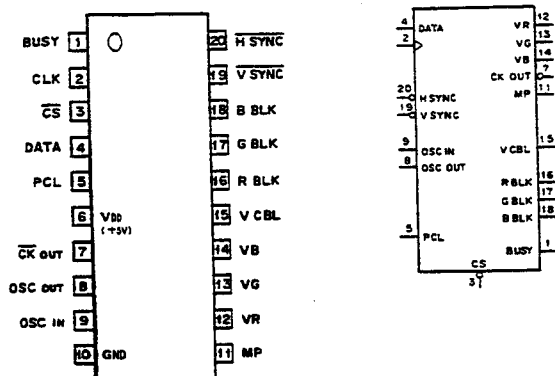 BUSY 1
CLK 2
CS 3
DATA 4
PCL 5
6 VDD
(+5V)
CK OUT 7
OSC OUT 8
OSC IN 9
10 GND
20 H SYNC
19 V SYNC
18 B BLK
17 G BLK
16 R BLK
15 V CBL
14 VB
13 VG
12 VR
11 MP
4 DATA
2
20 H SYNC
19 V SYNC
9 OSC IN
8 OSC OUT
5 PCL
VR 12
VG 13
VB 14
CK OUT 7
MP 11
V CBL 15
R BLK 16
G BLK 17
B BLK 18
BUSY 1
CS
3